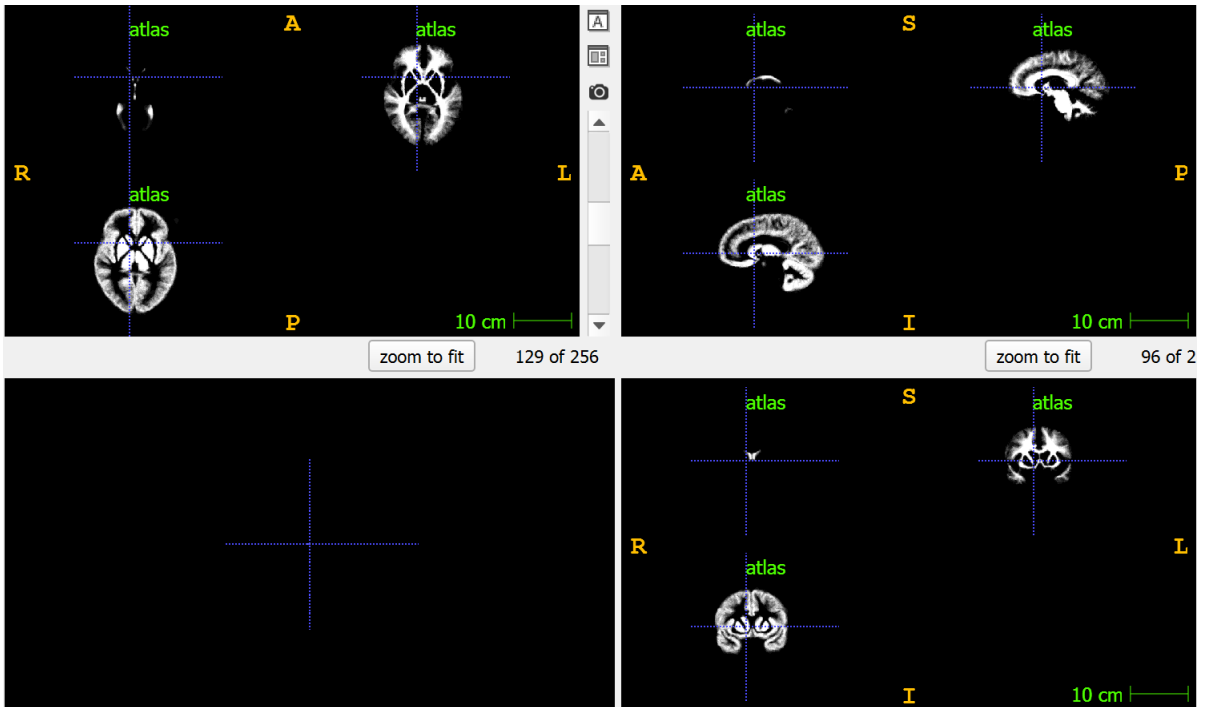 atlas
A
atlas
A
R
L
atlas
P
10 cm
zoom to fit
129 of 256
atlas
S
atlas
A
P
atlas
I
10 cm
zoom to fit
96 of 2
atlas
S
atlas
R
L
atlas
I
10 cm